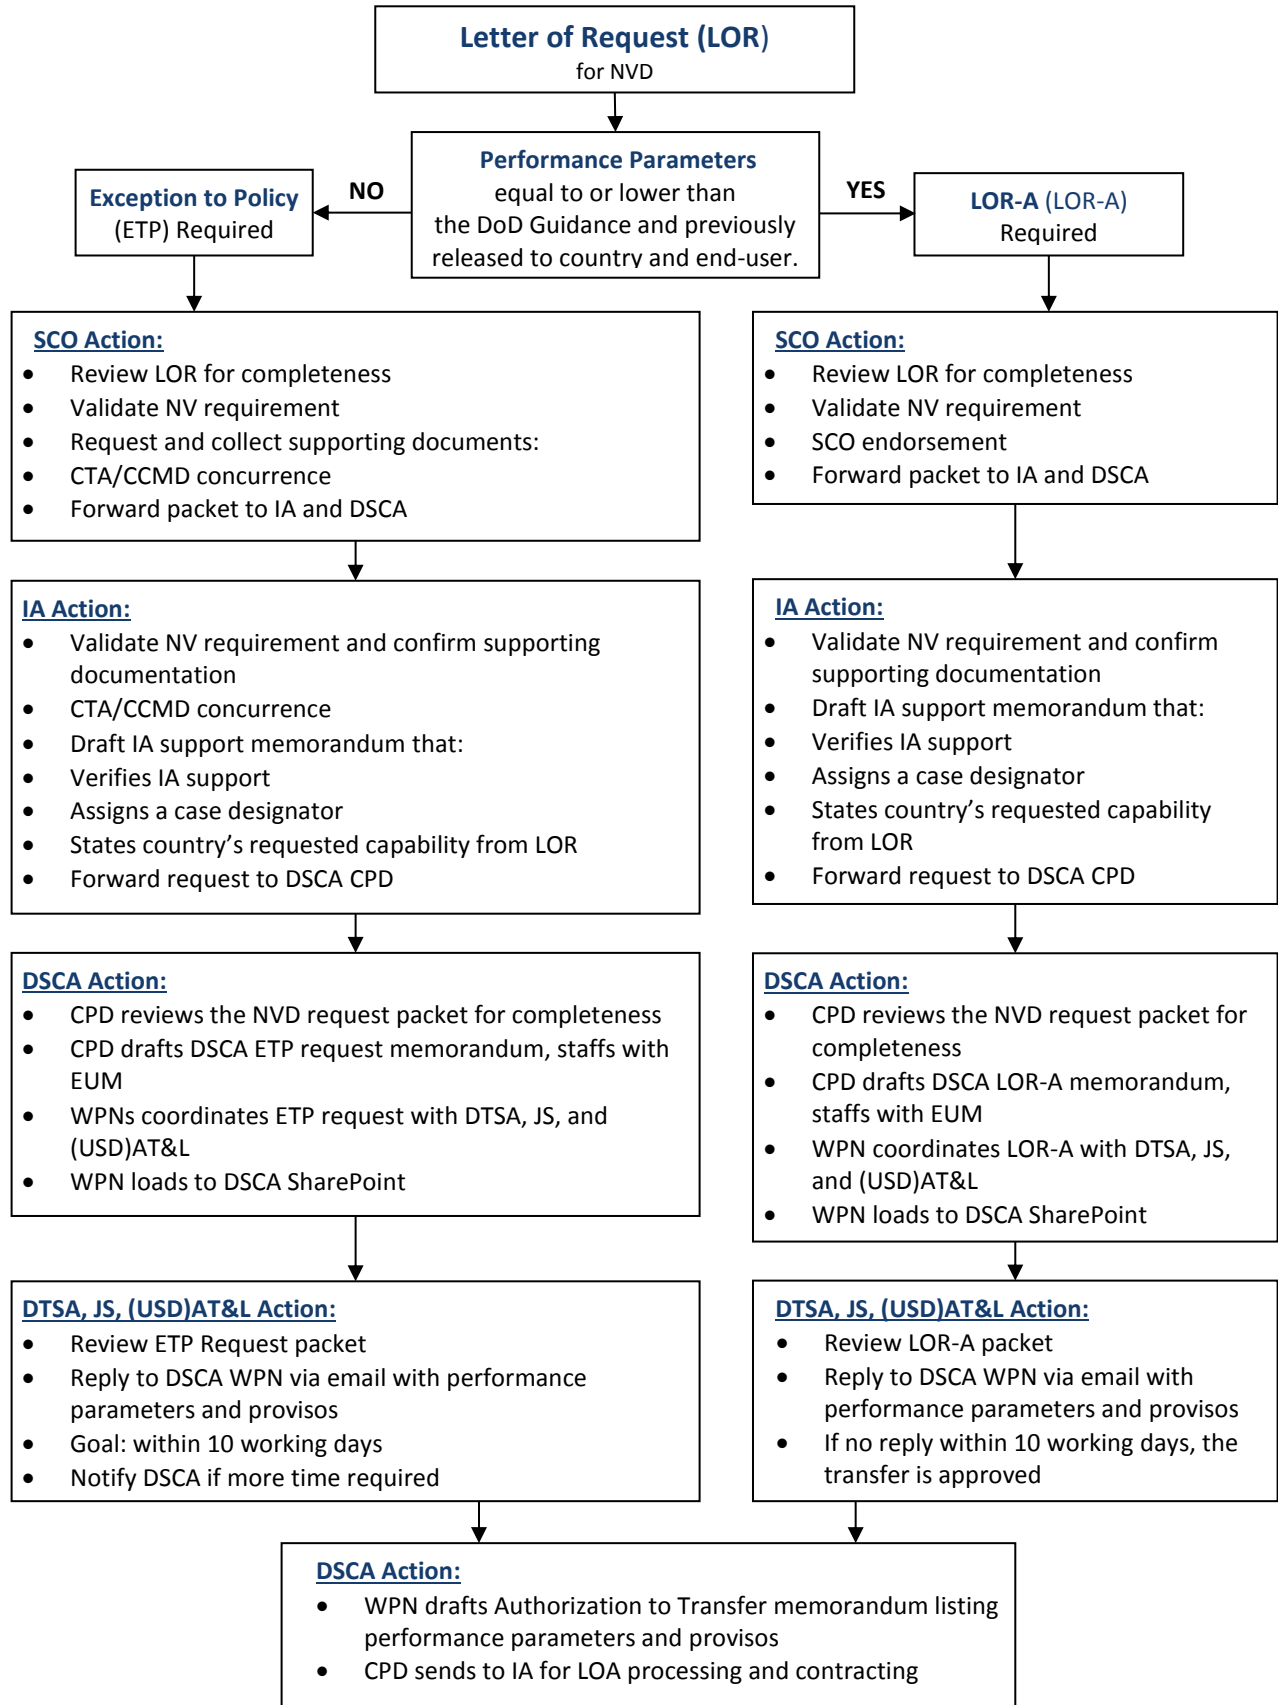 Letter of Request (LOR)
for NVD
Performance Parameters
equal to or lower than
the DoD Guidance and previously
released to country and end-user.
NO
YES
Exception to Policy
(ETP) Required
LOR-A (LOR-A)
Required
SCO Action:
• Review LOR for completeness
• Validate NV requirement
• Request and collect supporting documents:
• CTA/CCMD concurrence
• Forward packet to IA and DSCA
SCO Action:
• Review LOR for completeness
• Validate NV requirement
• SCO endorsement
• Forward packet to IA and DSCA
IA Action:
• Validate NV requirement and confirm supporting
documentation
• CTA/CCMD concurrence
• Draft IA support memorandum that:
• Verifies IA support
• Assigns a case designator
• States country’s requested capability from LOR
• Forward request to DSCA CPD
IA Action:
• Validate NV requirement and confirm
supporting documentation
• Draft IA support memorandum that:
• Verifies IA support
• Assigns a case designator
• States country’s requested capability
from LOR
• Forward request to DSCA CPD
DSCA Action:
• CPD reviews the NVD request packet for completeness
• CPD drafts DSCA ETP request memorandum, staffs with
EUM
• WPNs coordinates ETP request with DTSA, JS, and
(USD)AT&L
• WPN loads to DSCA SharePoint
DSCA Action:
• CPD reviews the NVD request packet for
completeness
• CPD drafts DSCA LOR-A memorandum,
staffs with EUM
• WPN coordinates LOR-A with DTSA, JS,
and (USD)AT&L
• WPN loads to DSCA SharePoint
DTSA, JS, (USD)AT&L Action:
• Review ETP Request packet
• Reply to DSCA WPN via email with performance
parameters and provisos
• Goal: within 10 working days
• Notify DSCA if more time required
DTSA, JS, (USD)AT&L Action:
• Review LOR-A packet
• Reply to DSCA WPN via email with
performance parameters and provisos
• If no reply within 10 working days, the
transfer is approved
DSCA Action:
• WPN drafts Authorization to Transfer memorandum listing
performance parameters and provisos
• CPD sends to IA for LOA processing and contracting